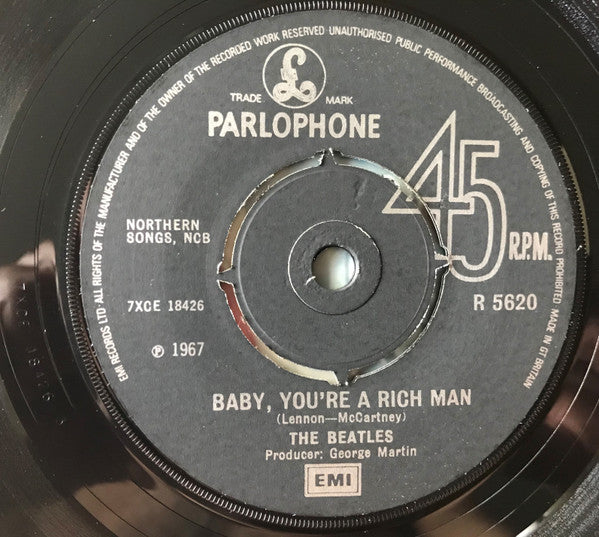 EMI RECORDS LTD· ALL RIGHTS OF THE MANUFACTURER AND OF THE OWNER OF THE RECORDED WORK RESERVED UNAUTHORISED PUBLIC PERFORMANCE BROADCASTING AND COPYING OF THIS RECORD PROHIBITED MADE IN GT BRITAIN
£
TRADE MARK
PARLOPHONE
45
R.P.M.
NORTHERN
SONGS, NCB
7XCE 18426
R 5620
℗ 1967
BABY, YOU'RE A RICH MAN
(Lennon—McCartney)
THE BEATLES
Producer: George Martin
EMI
7XCE 18426